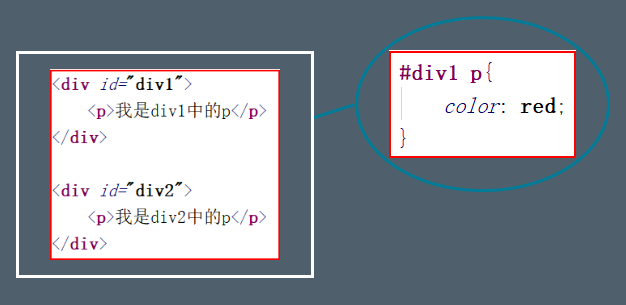 <div id="div1">
<p>我是div1中的p</p>
</div>
<div id="div2">
<p>我是div2中的p</p>
</div>
#div1 p{
color: red;
}